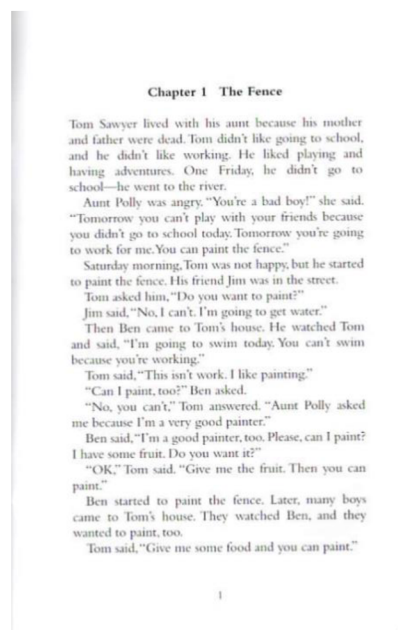 Chapter 1 The Fence
Tom Sawyer lived with his aunt because his mother
and father were dead. Tom didn't like going to school,
and he didn't like working. He liked playing and
having adventures. One Friday, he didn't go to
school—he went to the river.
Aunt Polly was angry. "You're a bad boy!" she said.
"Tomorrow you can't play with your friends because
you didn't go to school today. Tomorrow you're going
to work for me. You can paint the fence."
Saturday morning, Tom was not happy, but he started
to paint the fence. His friend Jim was in the street.
Tom asked him, "Do you want to paint?"
Jim said, "No, I can't. I'm going to get water."
Then Ben came to Tom's house. He watched Tom
and said, "I'm going to swim today. You can't swim
because you're working."
Tom said, "This isn't work. I like painting."
"Can I paint, too?" Ben asked.
"No, you can't," Tom answered. "Aunt Polly asked
me because I'm a very good painter."
Ben said, "I'm a good painter, too. Please, can I paint?
I have some fruit. Do you want it?"
"OK," Tom said. "Give me the fruit. Then you can
paint."
Ben started to paint the fence. Later, many boys
came to Tom's house. They watched Ben, and they
wanted to paint, too.
Tom said, "Give me some food and you can paint."
1